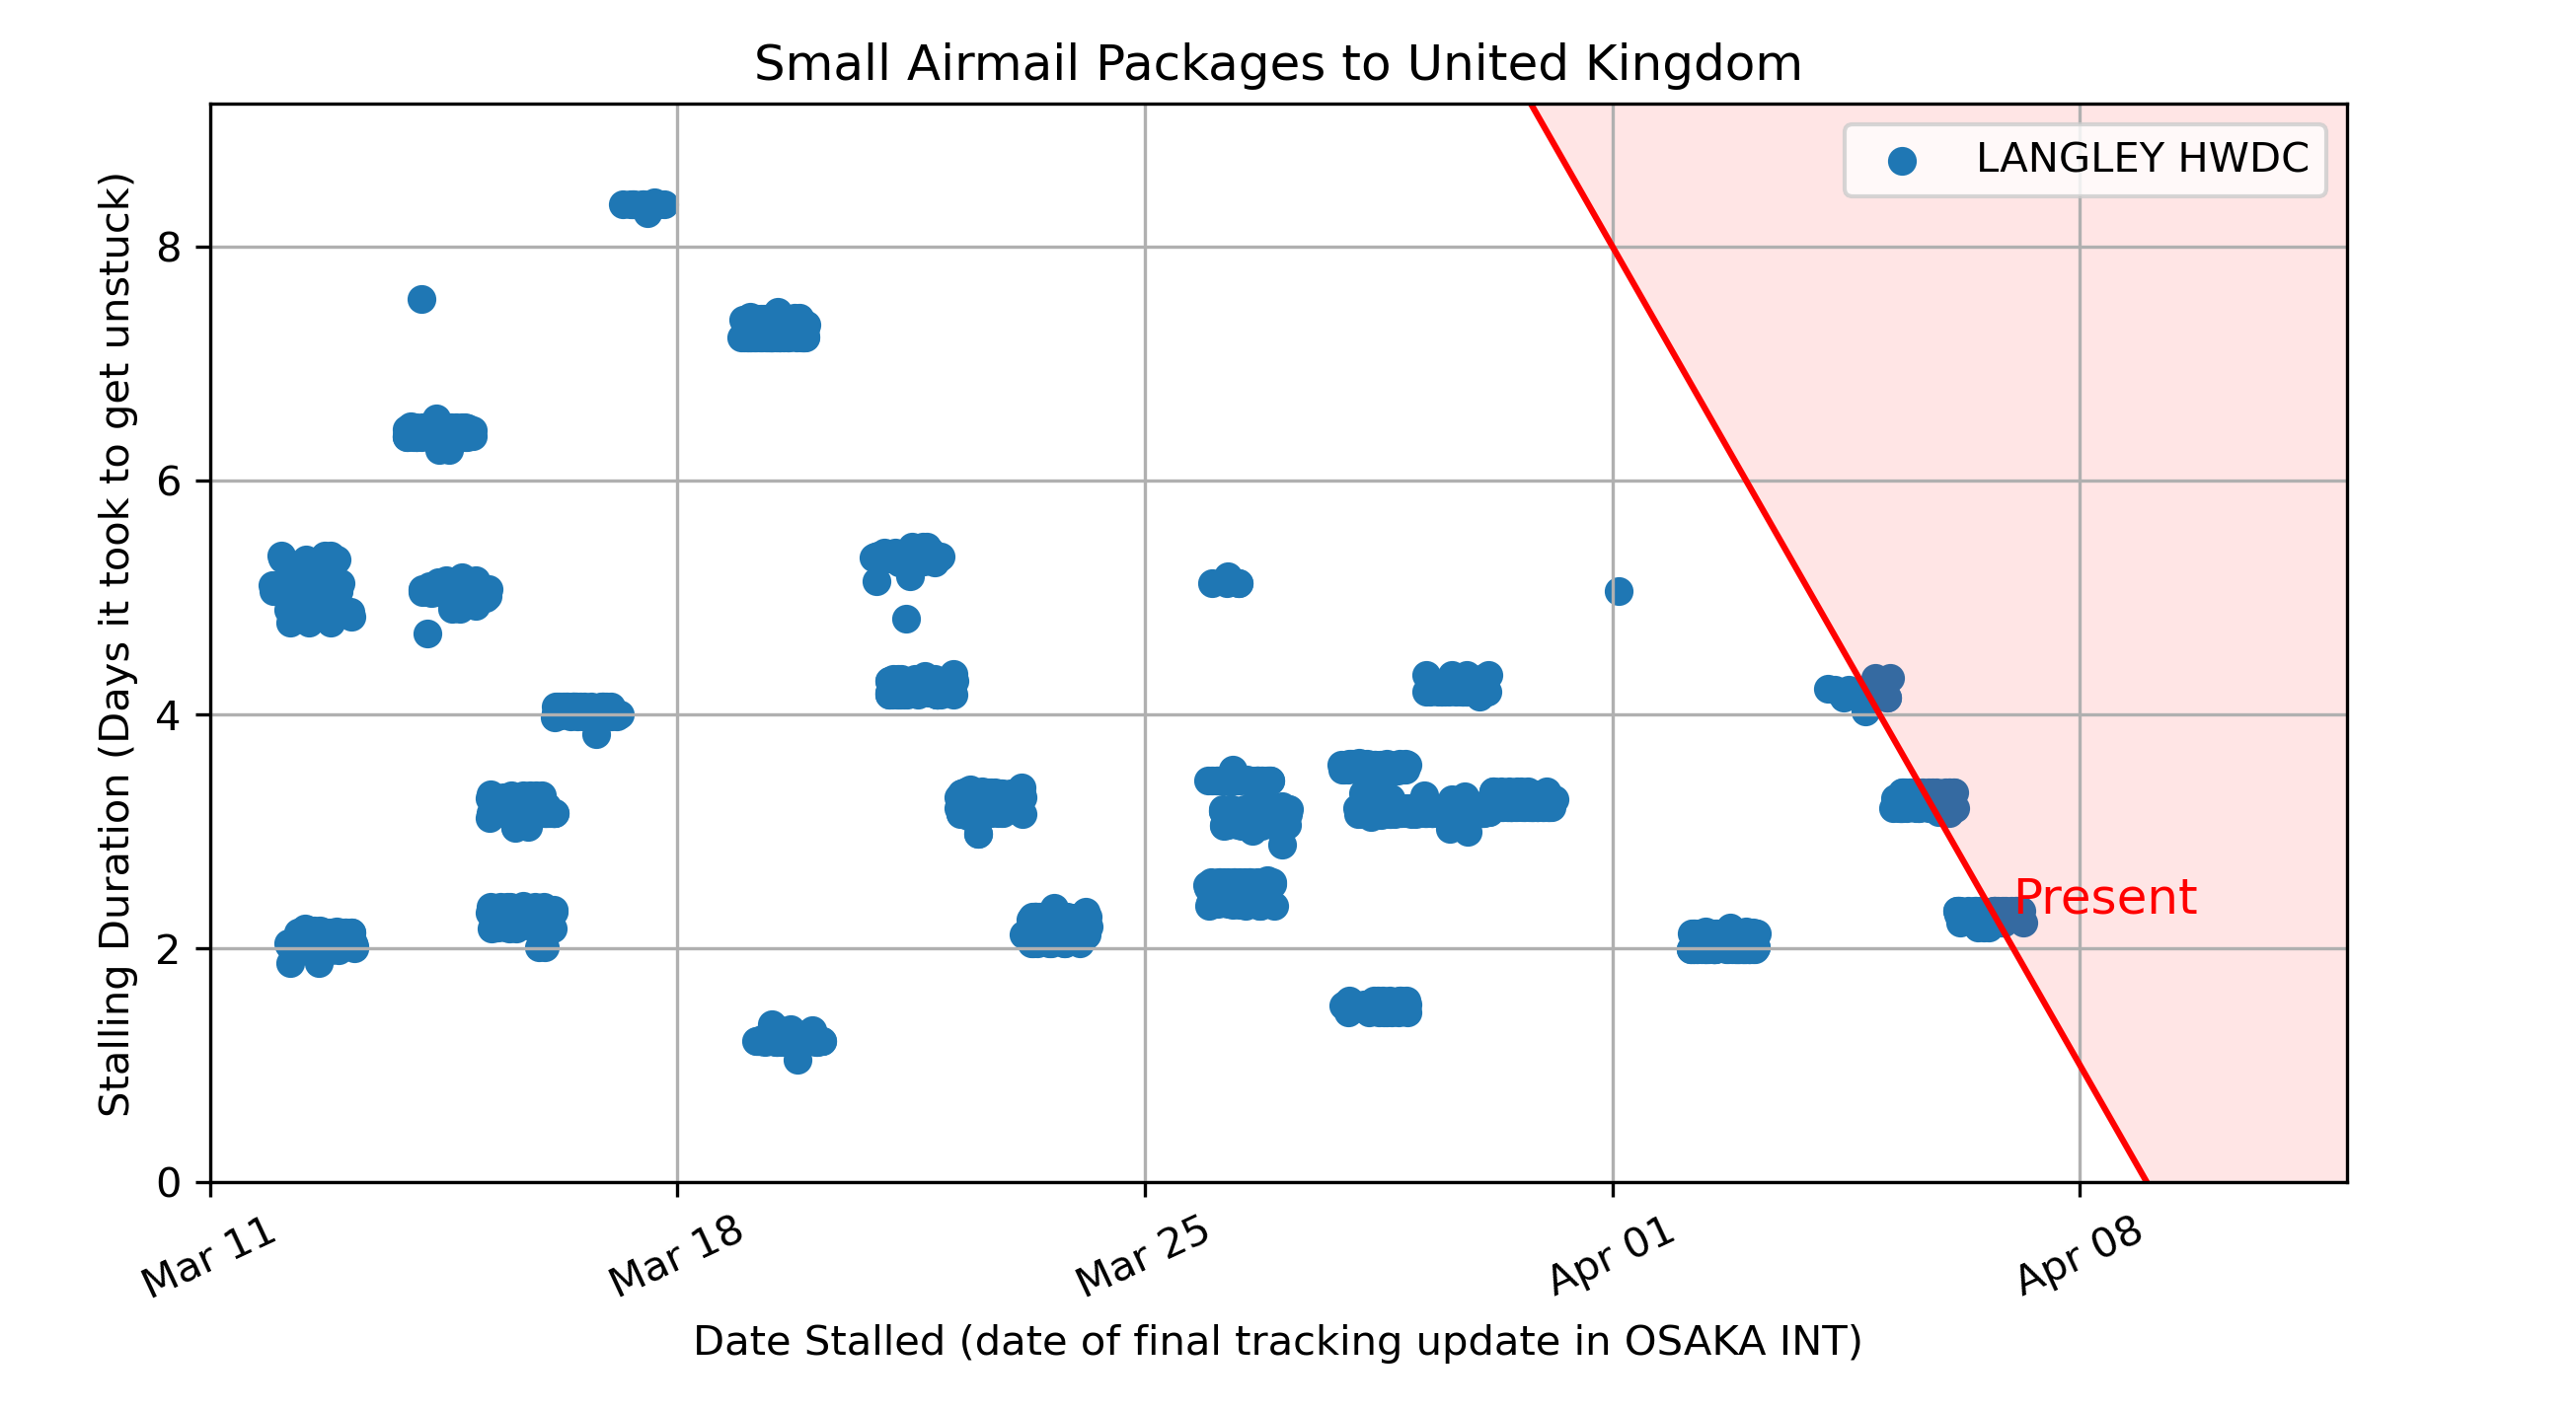 Small Airmail Packages to United Kingdom
LANGLEY HWDC
Stalling Duration (Days it took to get unstuck)
8
6
4
2
0
Present
Mar 11
Mar 18
Mar 25
Apr 01
Apr 08
Date Stalled (date of final tracking update in OSAKA INT)